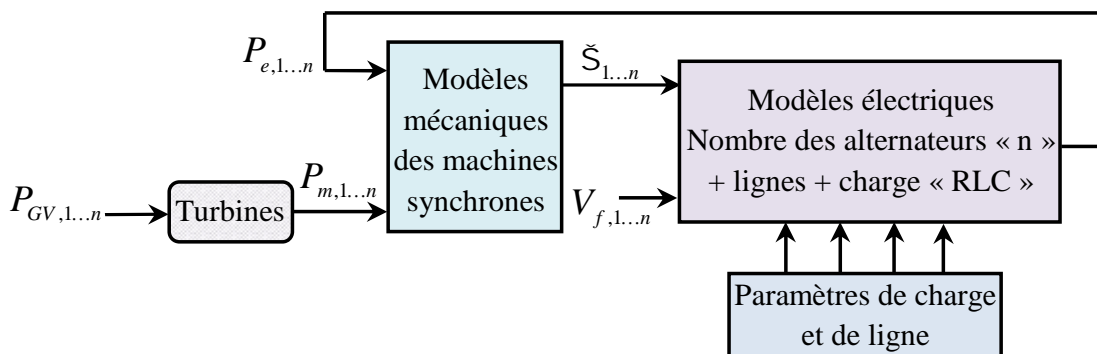 P_{e,1...n}
Modèles
mécaniques
des machines
synchrones
Š_{1...n}
Modèles électriques
Nombre des alternateurs « n »
+ lignes + charge « RLC »
P_{GV,1...n}
Turbines
P_{m,1...n}
V_{f,1...n}
Paramètres de charge
et de ligne